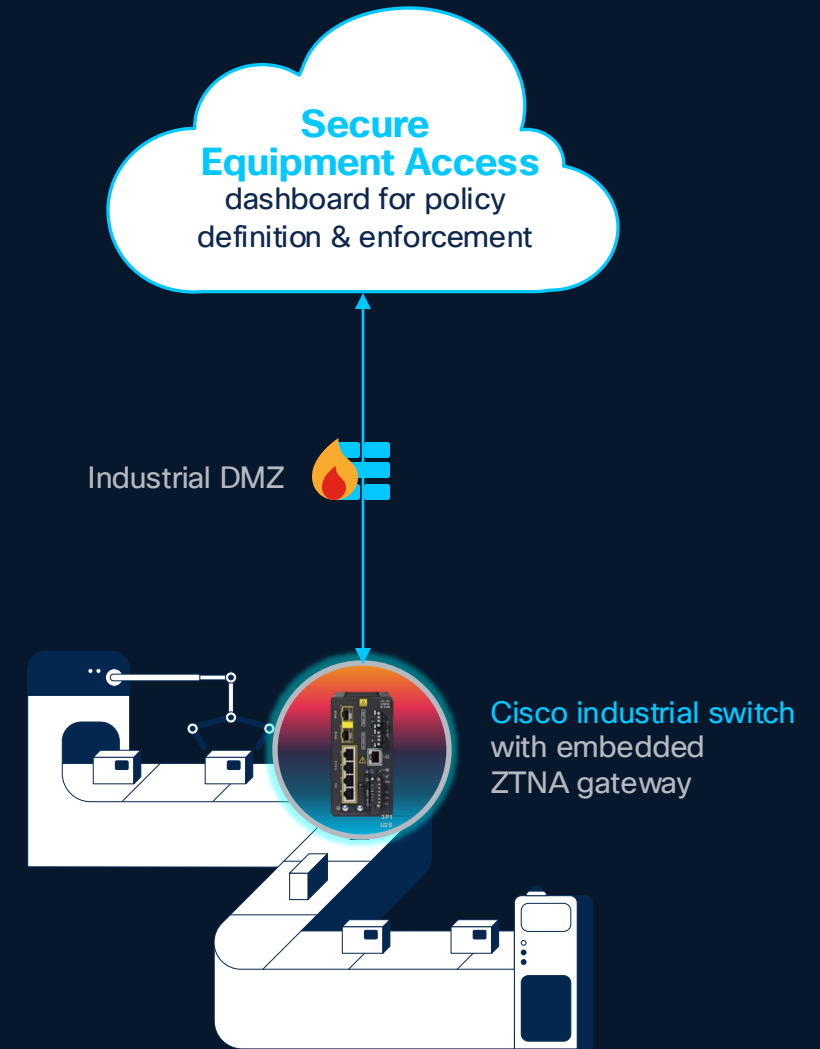 Secure
Equipment Access
dashboard for policy
definition & enforcement
Industrial DMZ
Cisco industrial switch
with embedded
ZTNA gateway